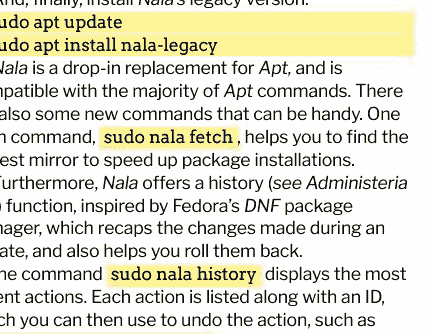 And, finally, install Nala's legacy version.
sudo apt update
sudo apt install nala-legacy
Nala is a drop-in replacement for Apt, and is
mpatible with the majority of Apt commands. There
also some new commands that can be handy. One
h command, sudo nala fetch, helps you to find the
est mirror to speed up package installations.
Furthermore, Nala offers a history (see Administeria
) function, inspired by Fedora's DNF package
nager, which recaps the changes made during an
ate, and also helps you roll them back.
he command sudo nala history displays the most
ent actions. Each action is listed along with an ID,
ch you can then use to undo the action, such as